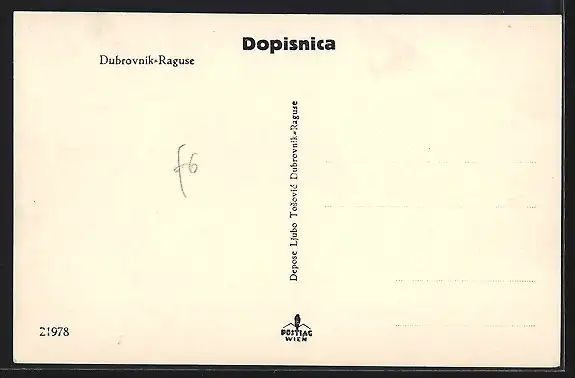 Dopisnica
Dubrovnik-Raguse
f6
Depose Ljubo Tošović Dubrovnik-Raguse
21978
POSTIAG
WIEN